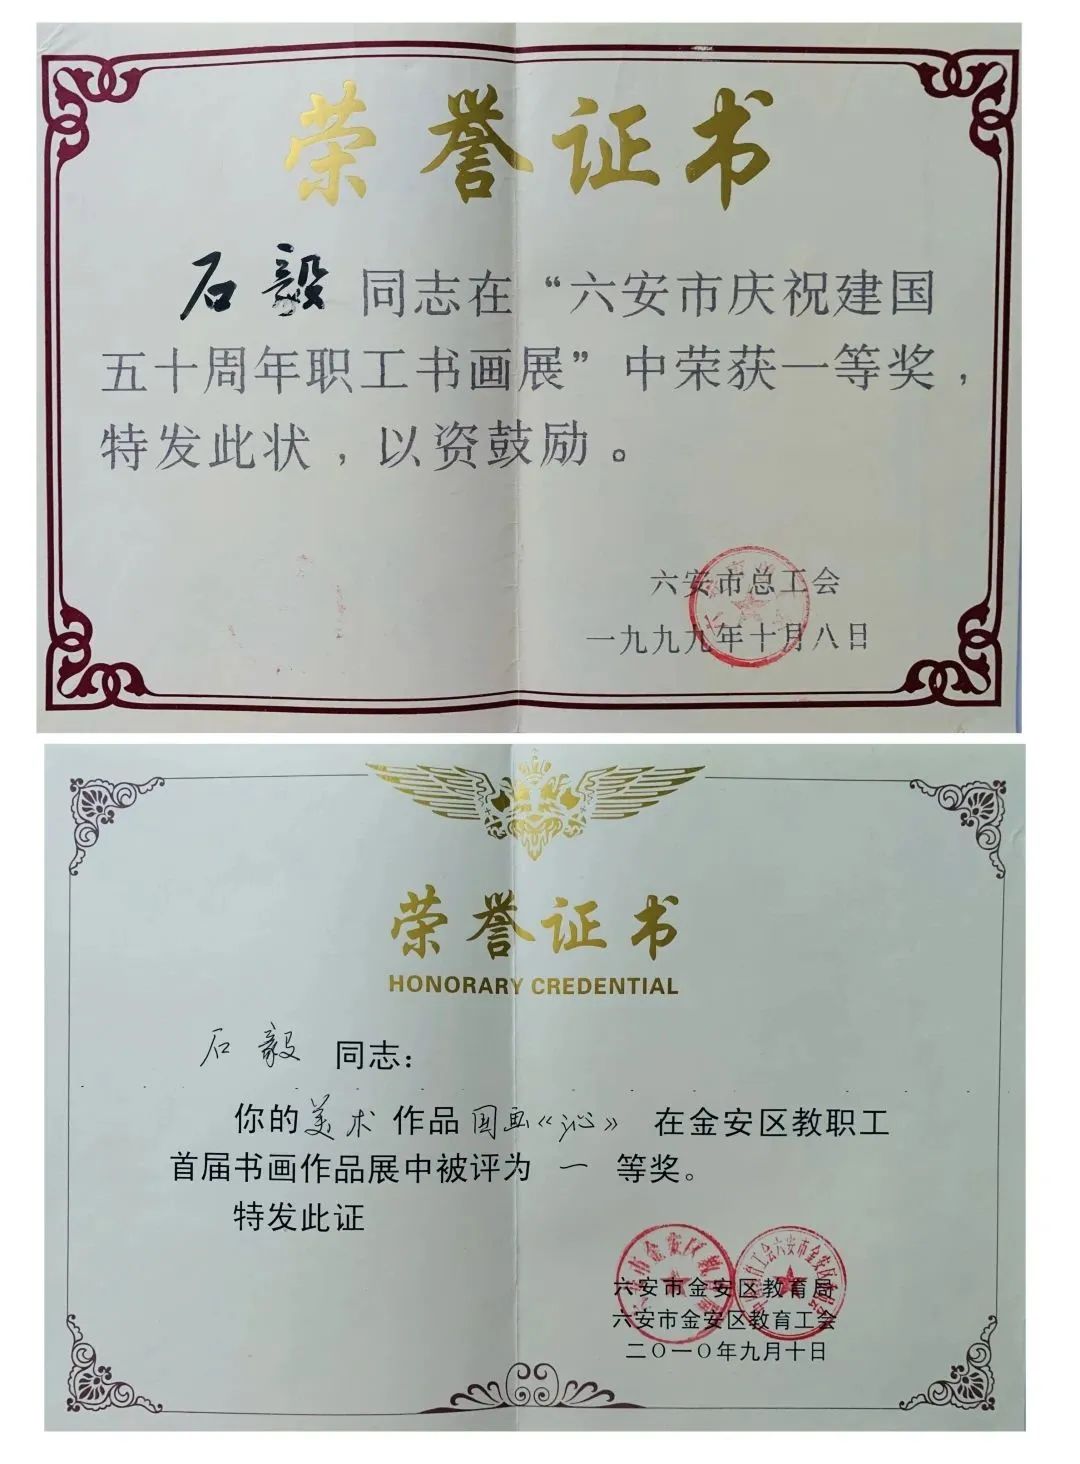 荣誉证书
石毅 同志在“六安市庆祝建国
五十周年职工书画展”中荣获一等奖，
特发此状，以资鼓励。
六安市总工会
一九九九年十月八日
荣誉证书
HONORARY CREDENTIAL
石毅 同志：
你的美术作品国画《沁》在金安区教职工
首届书画作品展中被评为 一 等奖。
特发此证
六安市金安区教育局
六安市金安区教育工会
二〇一〇年九月十日